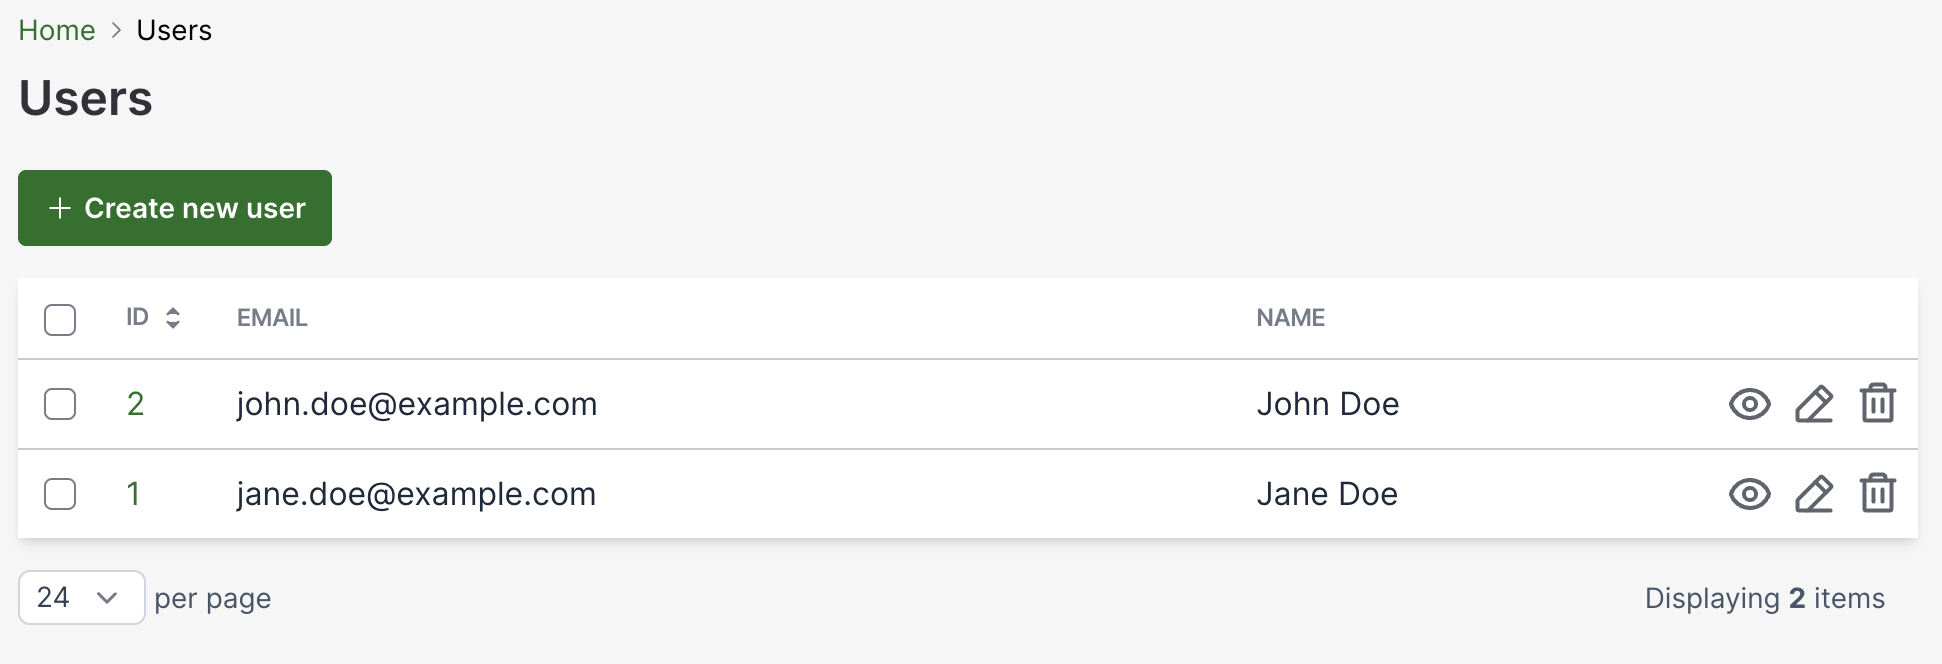 Home > Users
Users
+ Create new user
ID EMAIL NAME
2 john.doe@example.com John Doe
1 jane.doe@example.com Jane Doe
24 per page Displaying 2 items